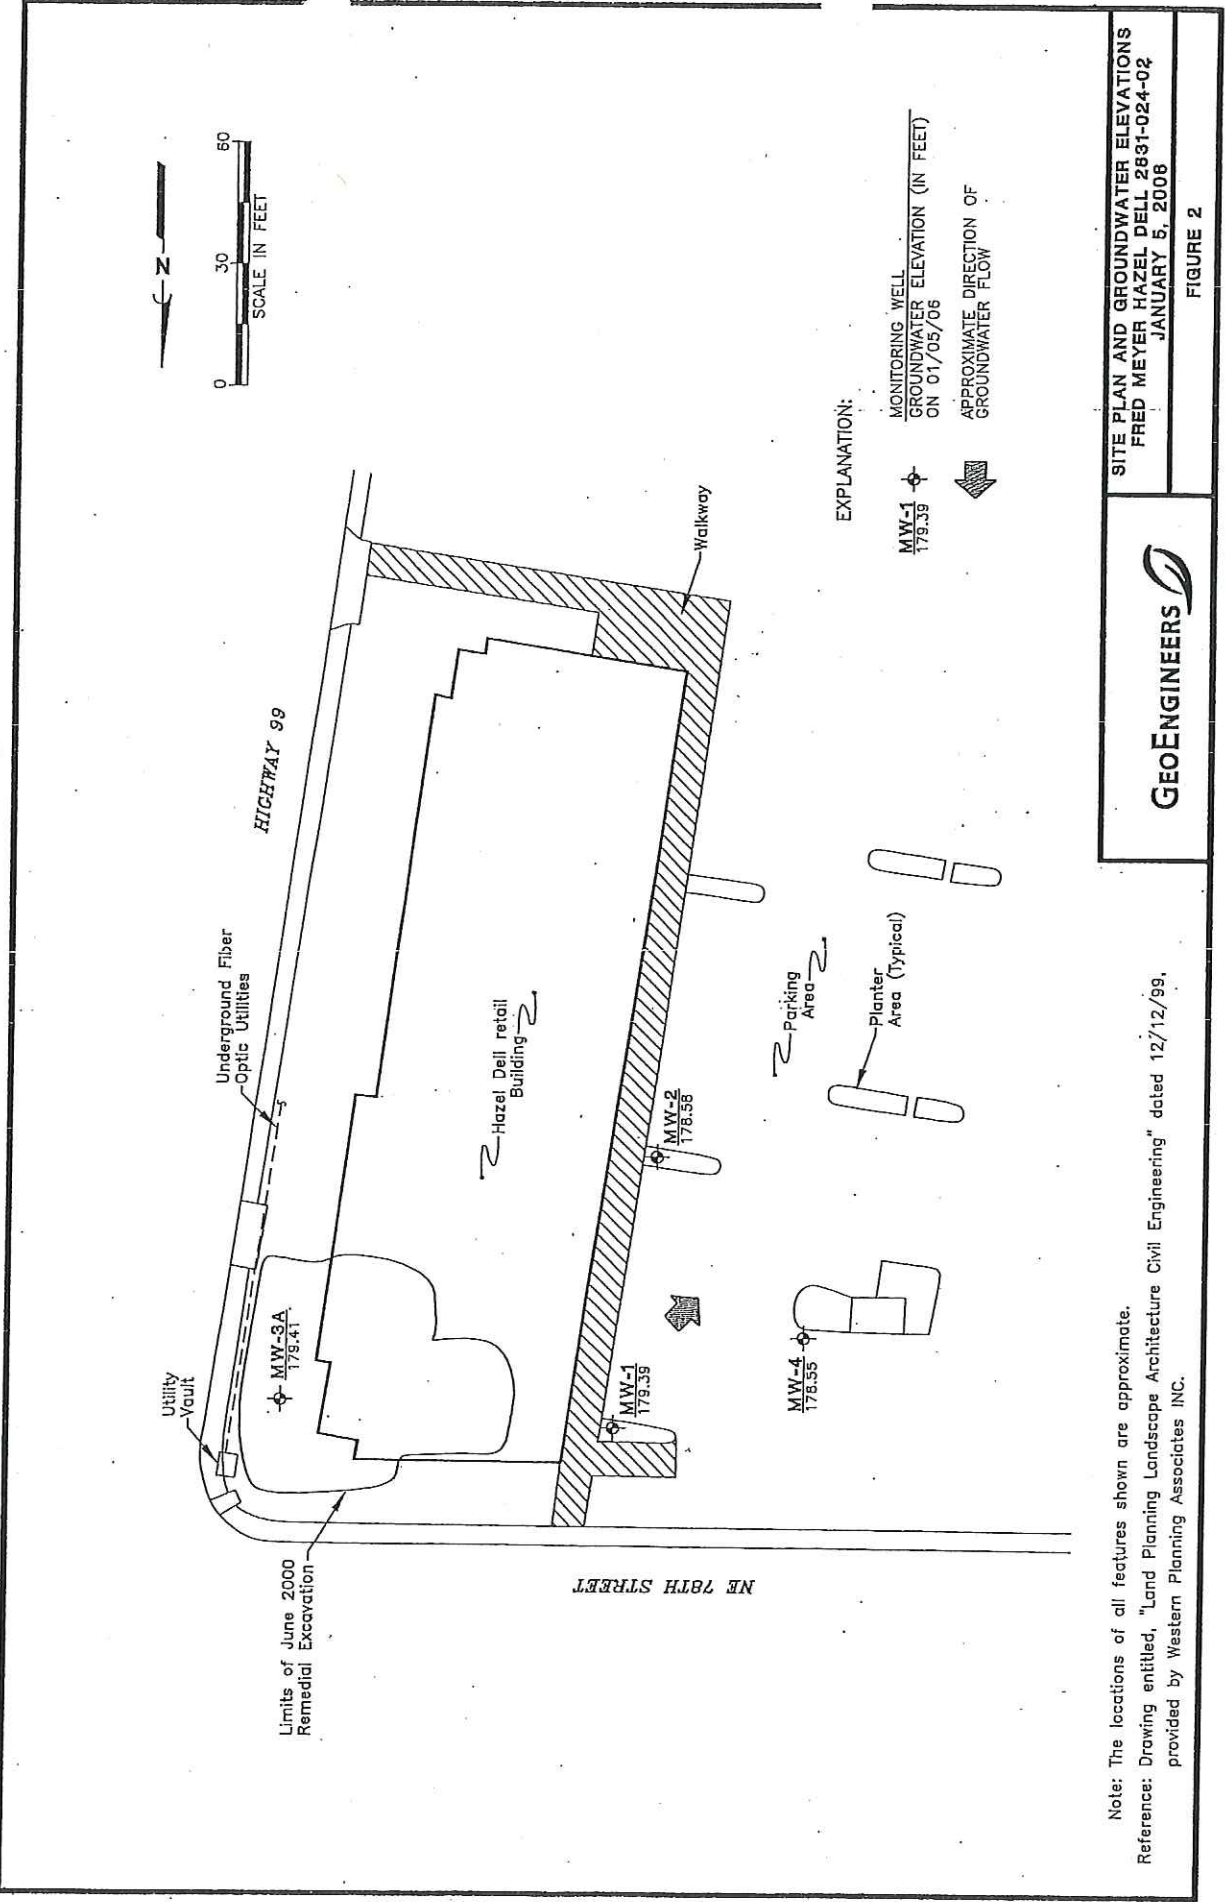 N
0 30 60
SCALE IN FEET
HIGHWAY 99
Underground Fiber
Optic Utilities
Utility
Vault
MW-3A
179.41
Limits of June 2000
Remedial Excavation
Hazel Dell retail
Building
Walkway
MW-2
178.58
MW-1
179.39
MW-4
178.55
Parking
Area
Planter
Area (Typical)
NE 78TH STREET
EXPLANATION:
MW-1
179.39
MONITORING WELL
GROUNDWATER ELEVATION (IN FEET)
ON 01/05/06
APPROXIMATE DIRECTION OF
GROUNDWATER FLOW
Note: The locations of all features shown are approximate.
Reference: Drawing entitled, "Land Planning Landscape Architecture Civil Engineering" dated 12/12/99,
provided by Western Planning Associates INC.
GEOENGINEERS
SITE PLAN AND GROUNDWATER ELEVATIONS
FRED MEYER HAZEL DELL 2631-024-02
JANUARY 5, 2006
FIGURE 2